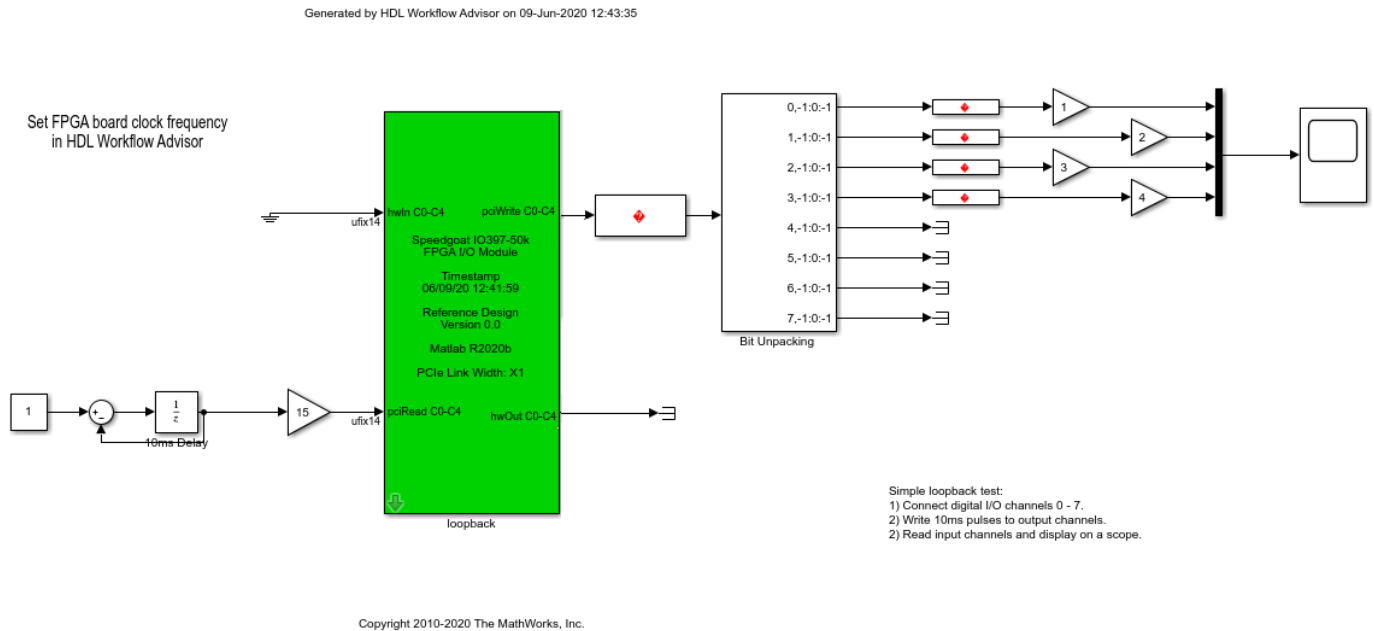 Generated by HDL Workflow Advisor on 09-Jun-2020 12:43:35
Set FPGA board clock frequency
in HDL Workflow Advisor
hwIn C0-C4
ufix14
pciWrite C0-C4
Speedgoat IO397-50k
FPGA I/O Module
Timestamp
06/09/20 12:41:59
Reference Design
Version 0.0
Matlab R2020b
PCIe Link Width: X1
pciRead C0-C4
ufix14
hwOut C0-C4
loopback
1
+
-
1
z
10ms Delay
15
�
0,-1:0:-1
1,-1:0:-1
2,-1:0:-1
3,-1:0:-1
4,-1:0:-1
5,-1:0:-1
6,-1:0:-1
7,-1:0:-1
Bit Unpacking
�
�
�
�
1
2
3
4
Simple loopback test:
1) Connect digital I/O channels 0 - 7.
2) Write 10ms pulses to output channels.
2) Read input channels and display on a scope.
Copyright 2010-2020 The MathWorks, Inc.